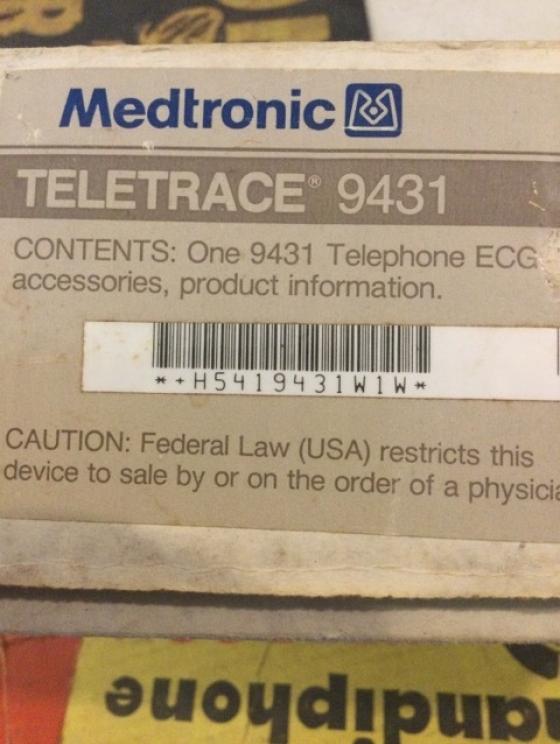 Medtronic
TELETRACE® 9431
CONTENTS: One 9431 Telephone ECG
accessories, product information.
*+H5419431W1W*
CAUTION: Federal Law (USA) restricts this
device to sale by or on the order of a physicia
andiphone